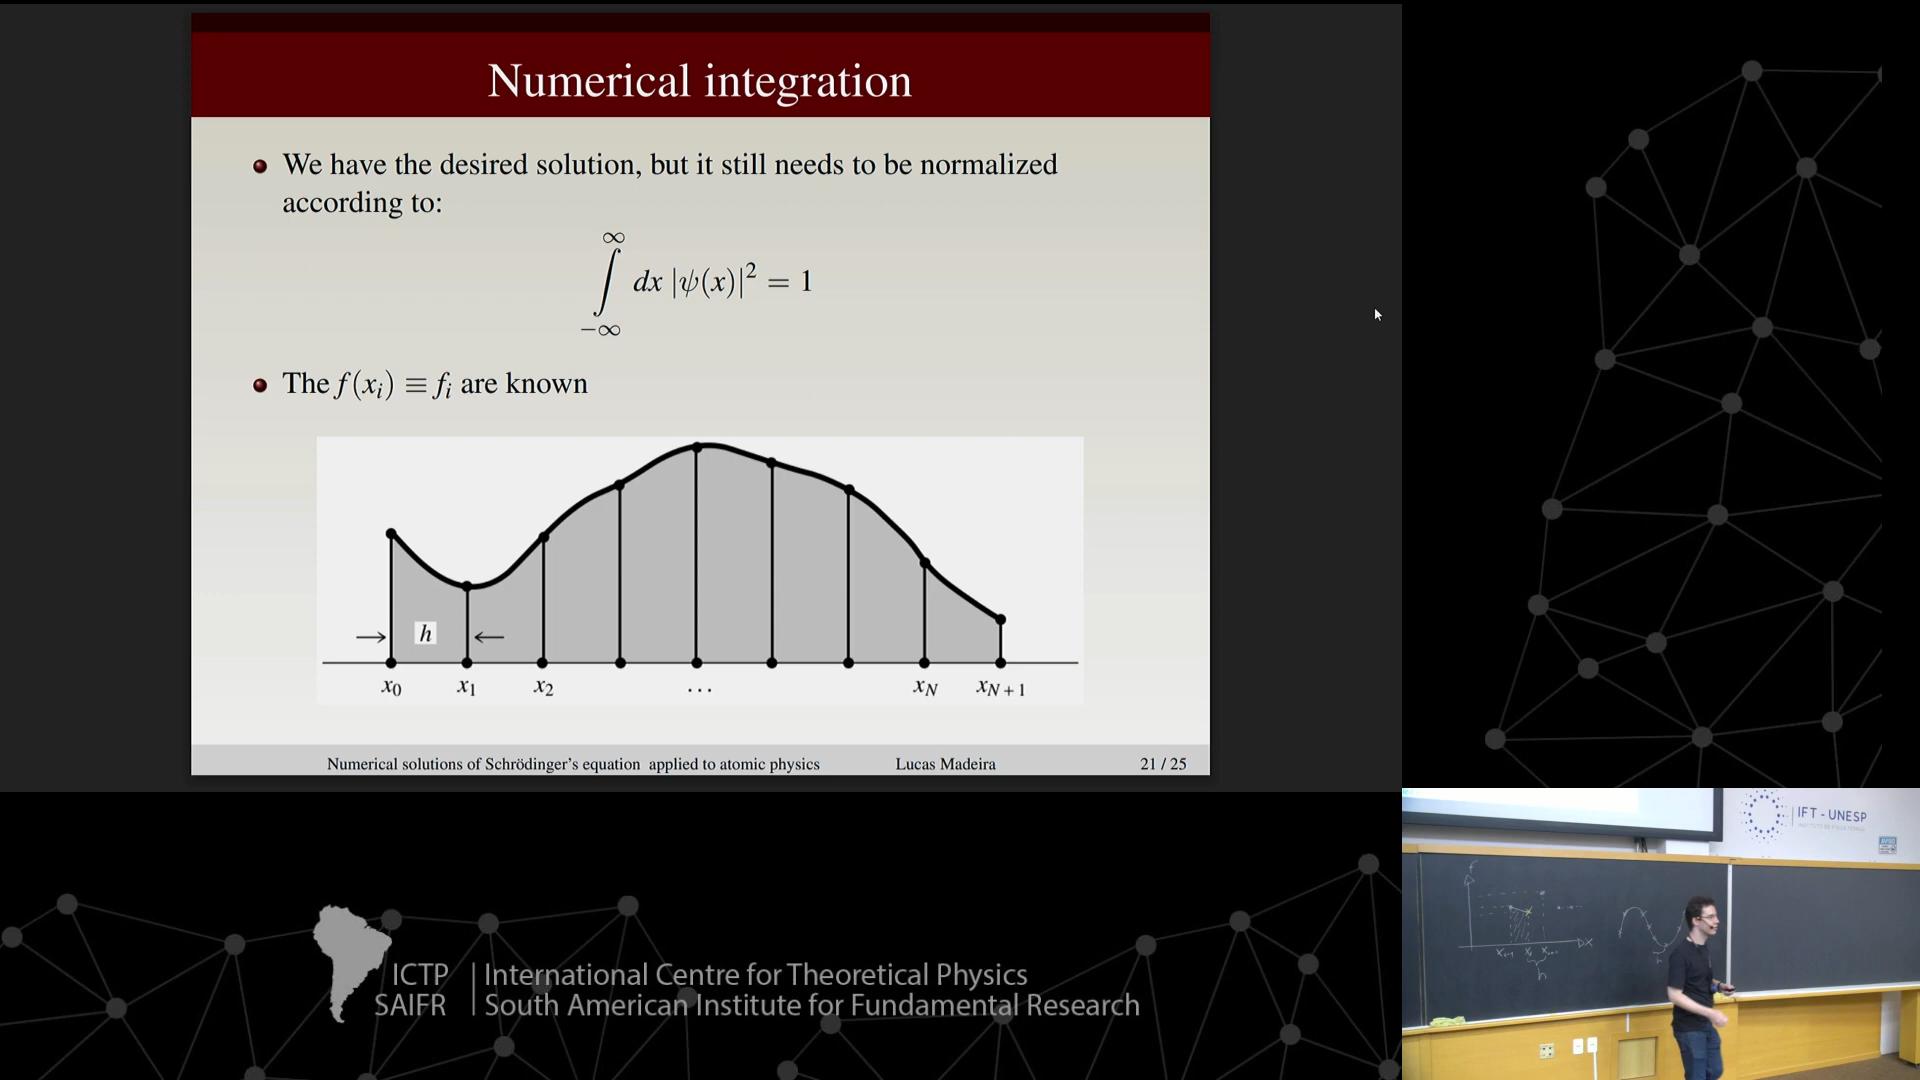 Numerical integration
We have the desired solution, but it still needs to be normalized
according to:
∞
∫ dx |ψ(x)|² = 1
−∞
The f(xᵢ) ≡ fᵢ are known
h
x₀ x₁ x₂ ... x_N x_{N+1}
Numerical solutions of Schrödinger's equation applied to atomic physics Lucas Madeira 21 / 25
IFT - UNESP
h
ICTP | International Centre for Theoretical Physics
SAIFR | South American Institute for Fundamental Research